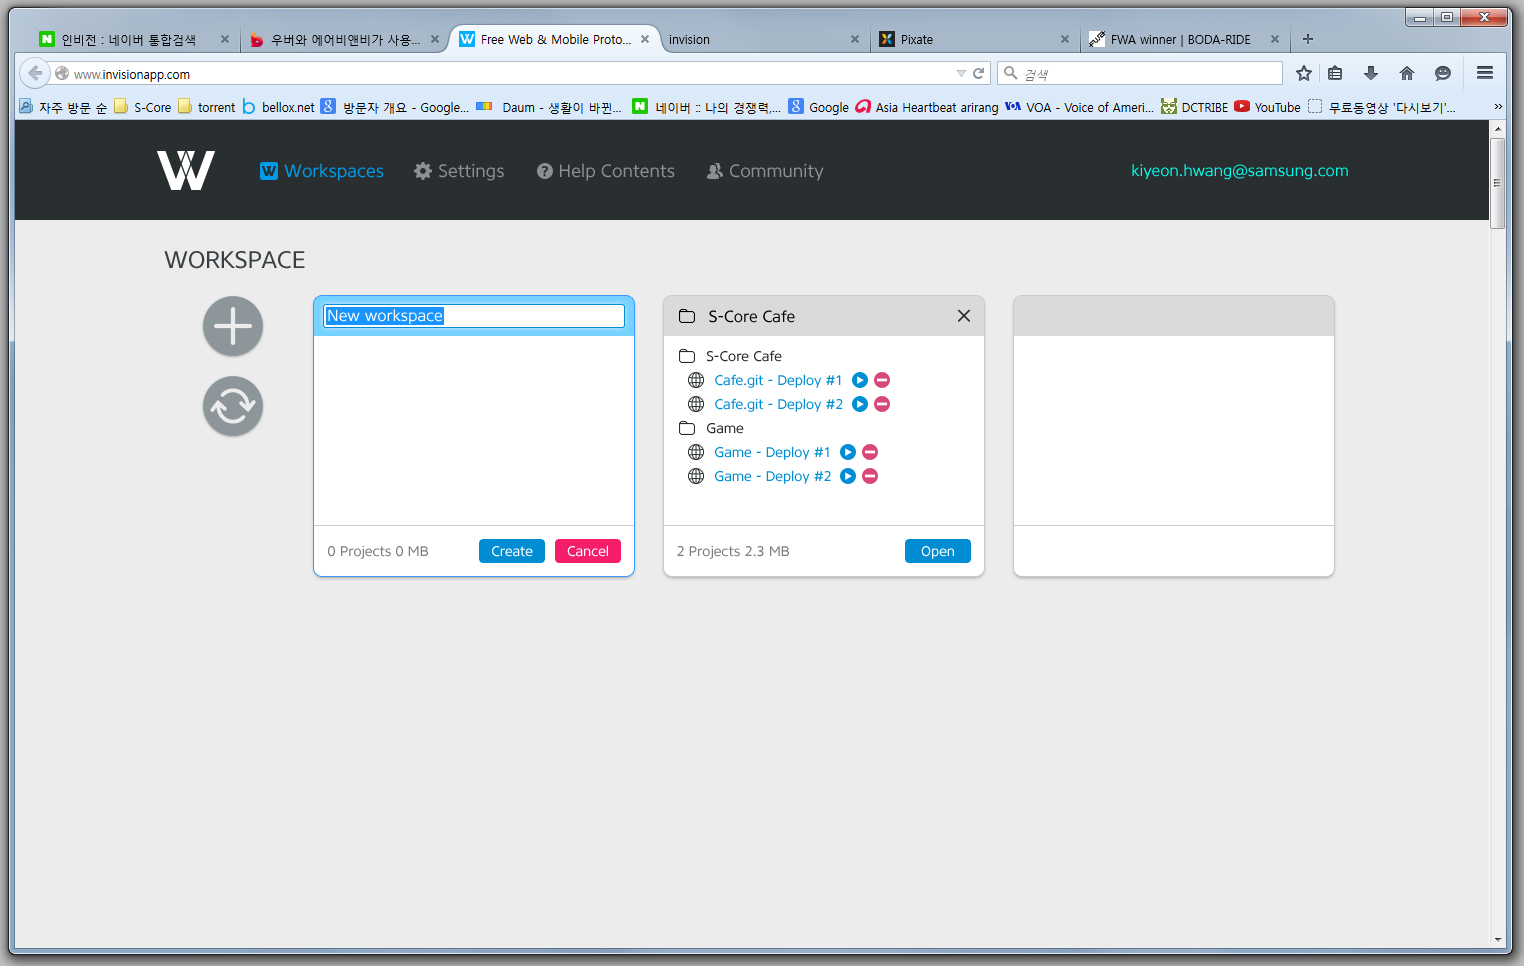 인비전 : 네이버 통합검색
우버와 에어비앤비가 사용...
Free Web & Mobile Proto...
invision
Pixate
FWA winner | BODA-RIDE
www.invisionapp.com
검색
자주 방문 순
S-Core
torrent
bellox.net
방문자 개요 - Google...
Daum - 생활이 바뀐...
네이버 :: 나의 경쟁력,...
Google
Asia Heartbeat arirang
VOA - Voice of Ameri...
DCTRIBE
YouTube
무료동영상 '다시보기'...
W
Workspaces
Settings
Help Contents
Community
kiyeon.hwang@samsung.com
WORKSPACE
New workspace
0 Projects 0 MB
Create
Cancel
S-Core Cafe
S-Core Cafe
Cafe.git - Deploy #1
Cafe.git - Deploy #2
Game
Game - Deploy #1
Game - Deploy #2
2 Projects 2.3 MB
Open